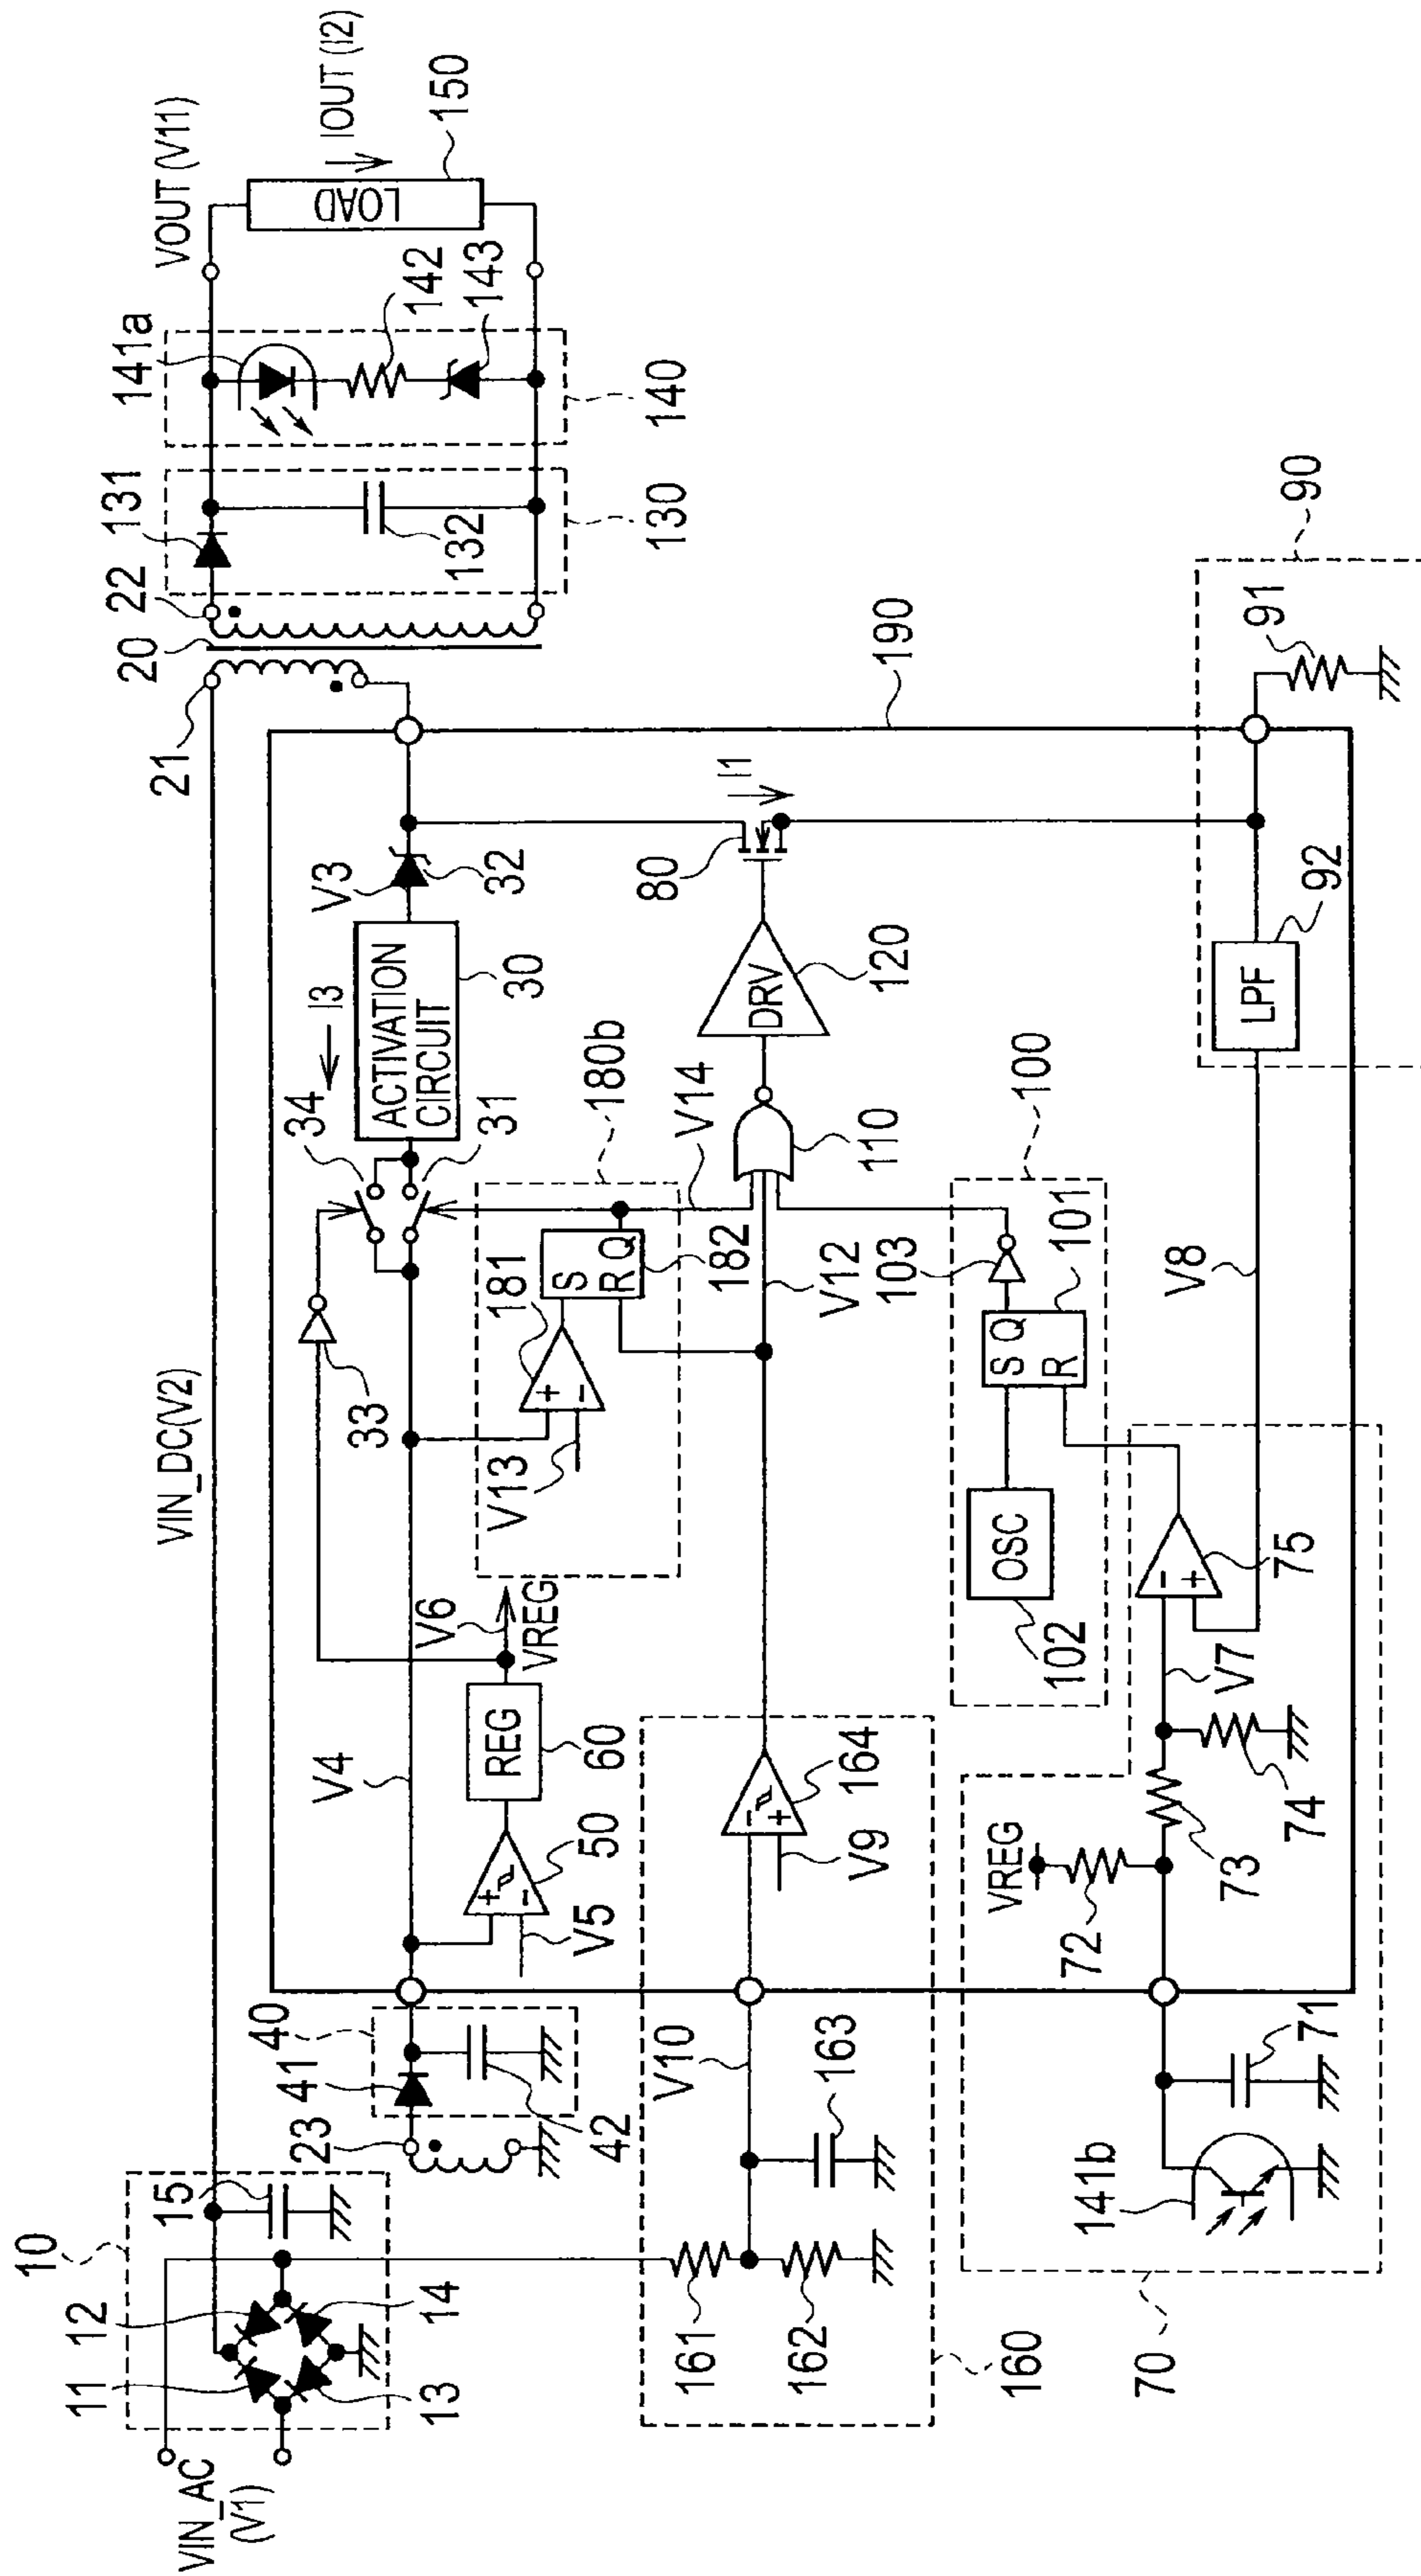 VIN_AC
(V1)
10
11
12
13
14
15
VIN_DC(V2)
21
20
22
131
132
130
141a
142
143
140
VOUT (V11)
LOAD
IOUT (I2)
150
23
40
41
42
V4
V5
50
REG
60
V6
VREG
33
34
31
I3
ACTIVATION
CIRCUIT
30
V3
32
190
V13
+
-
181
S
R
Q
182
180b
V14
V12
110
DRV
120
80
I1
161
162
163
160
V10
V9
-
+
164
+
-
OSC
102
S
Q
R
101
103
100
141b
71
70
VREG
72
73
74
V7
-
+
75
V8
LPF
92
91
90